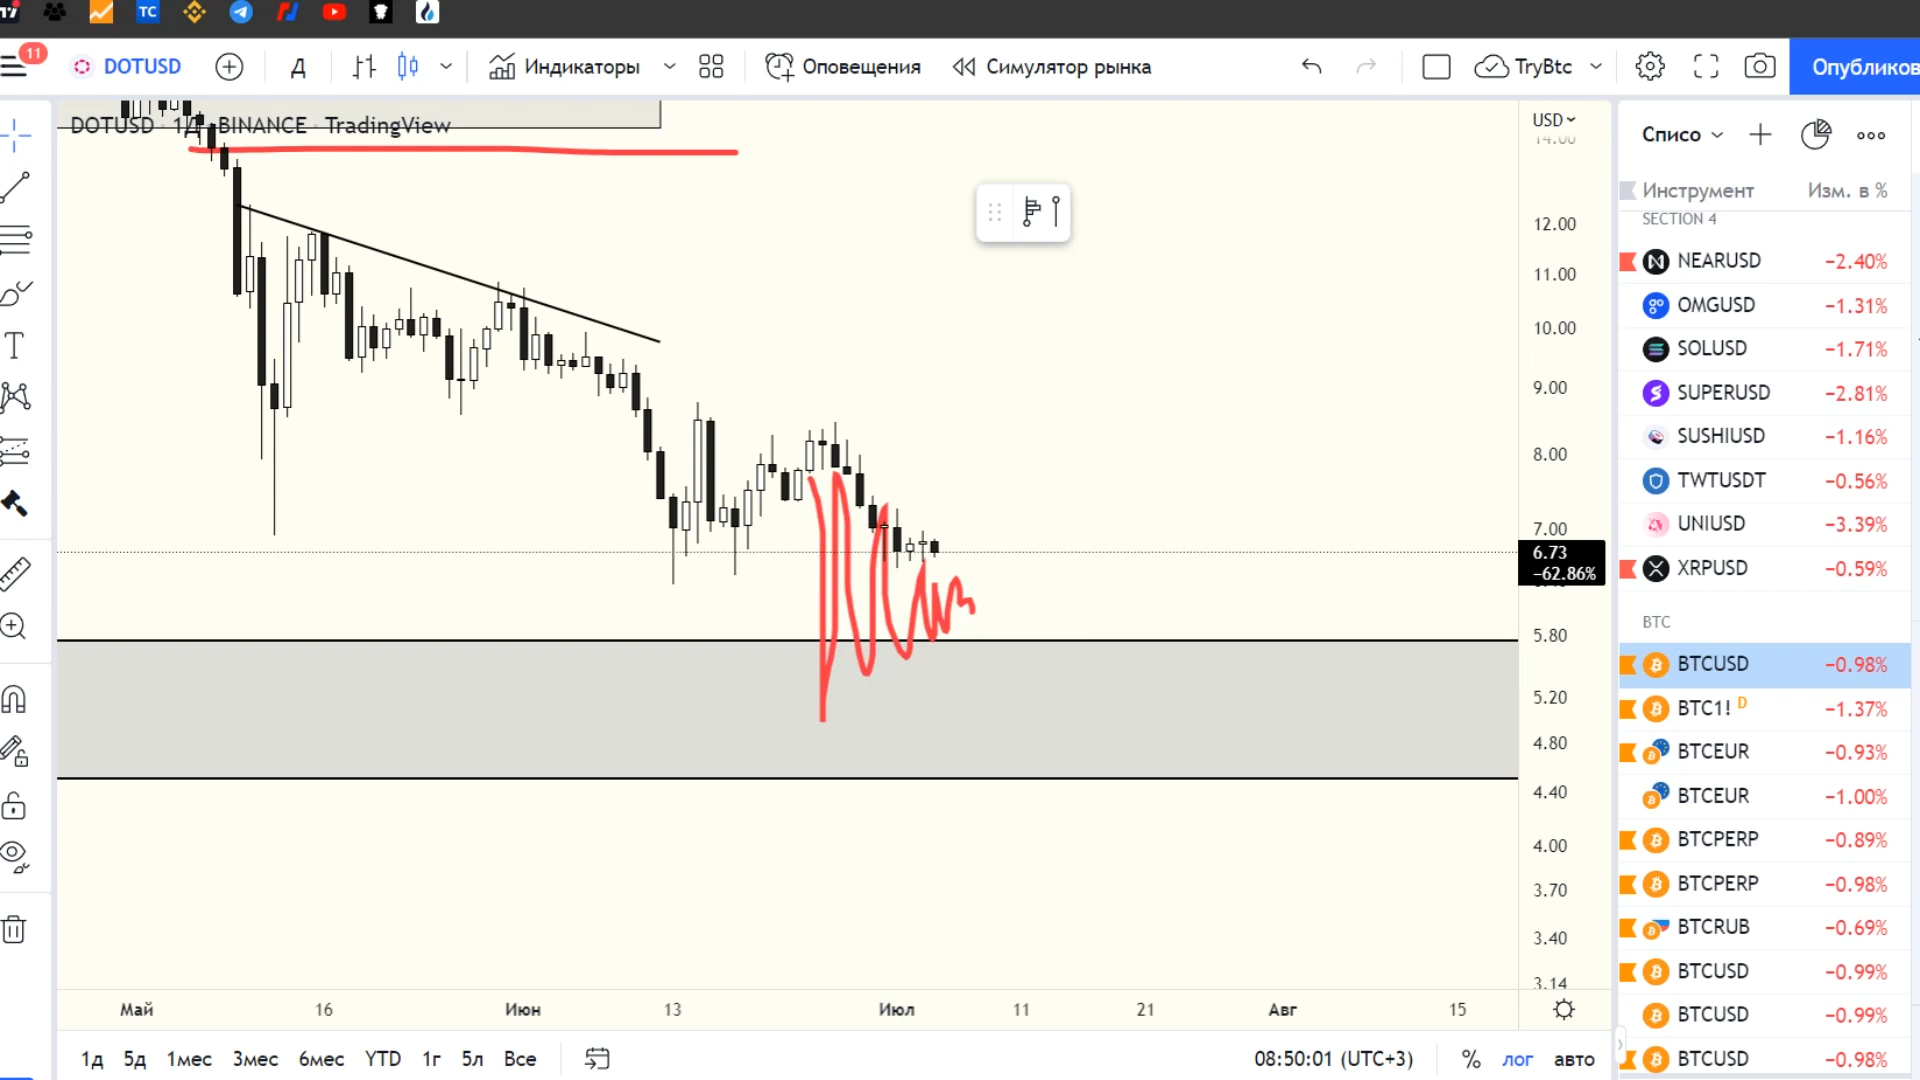 TC
11
DOTUSD
Д
Индикаторы
Оповещения
Симулятор рынка
TryBtc
Опубликов
DOTUSD · 1Д · BINANCE · TradingView
USD
14.00
12.00
11.00
10.00
9.00
8.00
7.00
6.73
−62.86%
5.80
5.20
4.80
4.40
4.00
3.70
3.40
3.14
Май
16
Июн
13
Июл
11
21
Авг
15
1д
5д
1мес
3мес
6мес
YTD
1г
5л
Все
08:50:01 (UTC+3)
%
лог
авто
Списо
Инструмент Изм. в %
SECTION 4
NEARUSD −2.40%
OMGUSD −1.31%
SOLUSD −1.71%
SUPERUSD −2.81%
SUSHIUSD −1.16%
TWTUSDT −0.56%
UNIUSD −3.39%
XRPUSD −0.59%
BTC
BTCUSD −0.98%
BTC1! D −1.37%
BTCEUR −0.93%
BTCEUR −1.00%
BTCPERP −0.89%
BTCPERP −0.98%
BTCRUB −0.69%
BTCUSD −0.99%
BTCUSD −0.99%
BTCUSD −0.98%